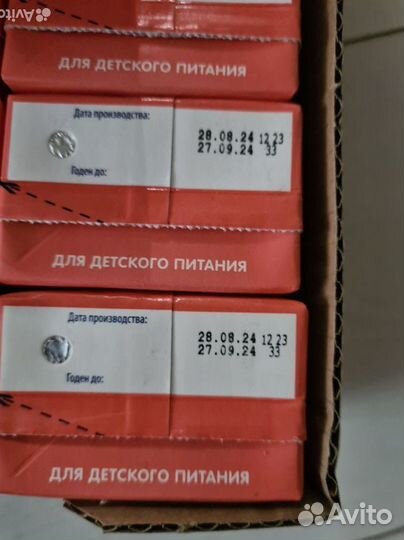 Avito
ДЛЯ ДЕТСКОГО ПИТАНИЯ
Дата производства:
28.08.24 12 23
27.09.24 33
Годен до:
ДЛЯ ДЕТСКОГО ПИТАНИЯ
Дата производства:
28.08.24 12 23
27.09.24 33
Годен до:
ДЛЯ ДЕТСКОГО ПИТАНИЯ
Avito